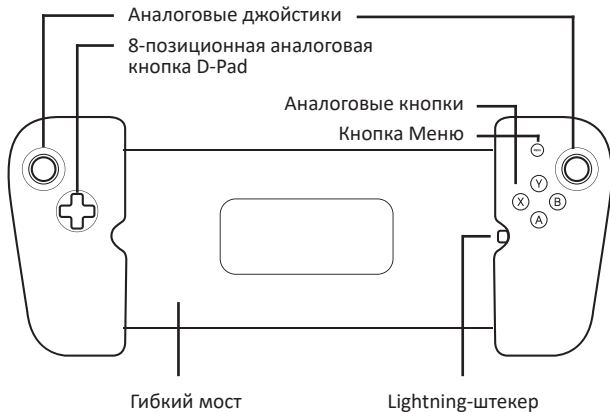 Аналоговые джойстики
8-позиционная аналоговая
кнопка D-Pad
Аналоговые кнопки
Кнопка Меню
Y
X
B
A
Гибкий мост
Lightning-штекер